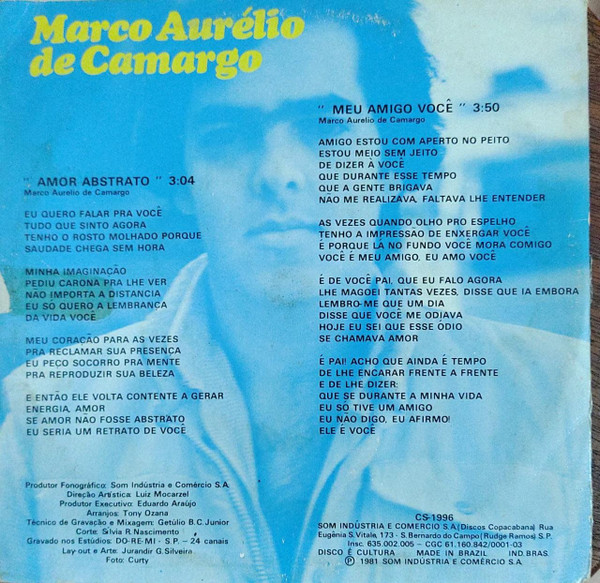 Marco Aurélio
de Camargo
" AMOR ABSTRATO " 3:04
Marco Aurelio de Camargo
EU QUERO FALAR PRA VOCÊ
TUDO QUE SINTO AGORA
TENHO O ROSTO MOLHADO PORQUE
SAUDADE CHEGA SEM HORA
MINHA IMAGINAÇÃO
PEDIU CARONA PRA LHE VER
NÃO IMPORTA A DISTANCIA
EU SO QUERO A LEMBRANÇA
DA VIDA VOCÊ
MEU CORAÇÃO PARA AS VEZES
PRA RECLAMAR SUA PRESENÇA
EU PEÇO SOCORRO PRA MENTE
PRA REPRODUZIR SUA BELEZA
E ENTÃO ELE VOLTA CONTENTE A GERAR
ENERGIA, AMOR
SE AMOR NÃO FOSSE ABSTRATO
EU SERIA UM RETRATO DE VOCÊ
" MEU AMIGO VOCÊ " 3:50
Marco Aurelio de Camargo
AMIGO ESTOU COM APERTO NO PEITO
ESTOU MEIO SEM JEITO
DE DIZER À VOCÊ
QUE DURANTE ESSE TEMPO
QUE A GENTE BRIGAVA
NÃO ME REALIZAVA, FALTAVA LHE ENTENDER
AS VEZES QUANDO OLHO PRO ESPELHO
TENHO A IMPRESSÃO DE ENXERGAR VOCÊ
É PORQUE LÁ NO FUNDO VOCÊ MORA COMIGO
VOCÊ É MEU AMIGO, EU AMO VOCÊ
É DE VOCÊ PAI, QUE EU FALO AGORA
LHE MAGOEI TANTAS VEZES, DISSE QUE IA EMBORA
LEMBRO-ME QUE UM DIA
DISSE QUE VOCÊ ME ODIAVA
HOJE EU SEI QUE ESSE ODIO
SE CHAMAVA AMOR
É PAI! ACHO QUE AINDA É TEMPO
DE LHE ENCARAR FRENTE A FRENTE
E DE LHE DIZER:
QUE SE DURANTE A MINHA VIDA
EU SÓ TIVE UM AMIGO
EU NÃO DIGO, EU AFIRMO!
ELE É VOCÊ
Produtor Fonográfico: Som Indústria e Comércio S.A.
Direção Artística: Luiz Mocarzel
Produtor Executivo: Eduardo Araújo
Arranjos: Tony Ozana
Técnico de Gravação e Mixagem: Getúlio B.C. Junior
Corte: Silvia R. Nascimento
Gravado nos Estúdios: DO-RE-MI - S.P. - 24 canais
Lay out e Arte: Jurandir G. Silveira
Foto: Curty
CS-1996
SOM INDÚSTRIA E COMERCIO S.A. (Discos Copacabana) Rua
Eugênia S. Vitale, 173 - S. Bernardo do Campo (Rudge Ramos) S.P.
Insc. 635.002.005 - CGC 61.160.842/0001-03
DISCO É CULTURA MADE IN BRAZIL IND. BRAS.
Ⓟ 1981 SOM INDÚSTRIA E COMÉRCIO S.A.